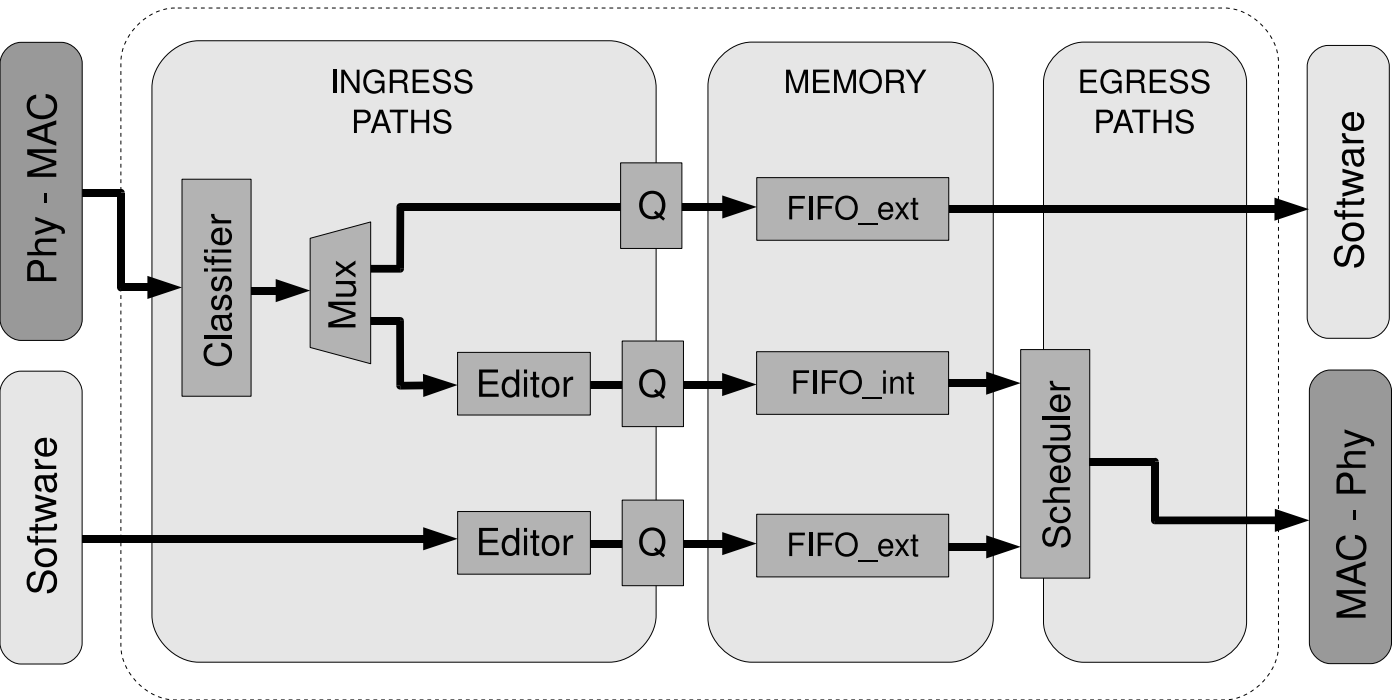 Phy - MAC
Software
INGRESS
PATHS
Classifier
Mux
Editor
Editor
Q
Q
Q
MEMORY
FIFO_ext
FIFO_int
FIFO_ext
EGRESS
PATHS
Scheduler
Software
MAC - Phy